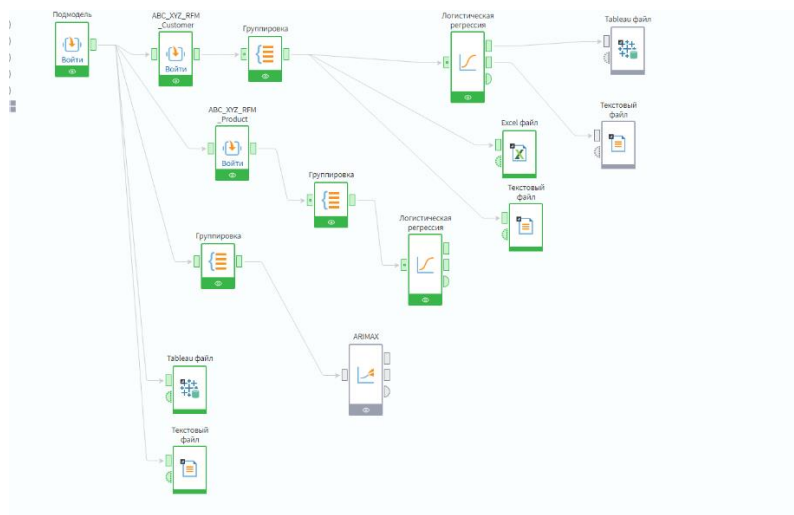 Подмодель
Войти
ABC_XYZ_RFM
_Customer
Войти
Группировка
Логистическая
регрессия
Tableau файл
Текстовый
файл
Excel файл
Текстовый
файл
ABC_XYZ_RFM
_Product
Войти
Группировка
Логистическая
регрессия
Группировка
ARIMAX
Tableau файл
Текстовый
файл